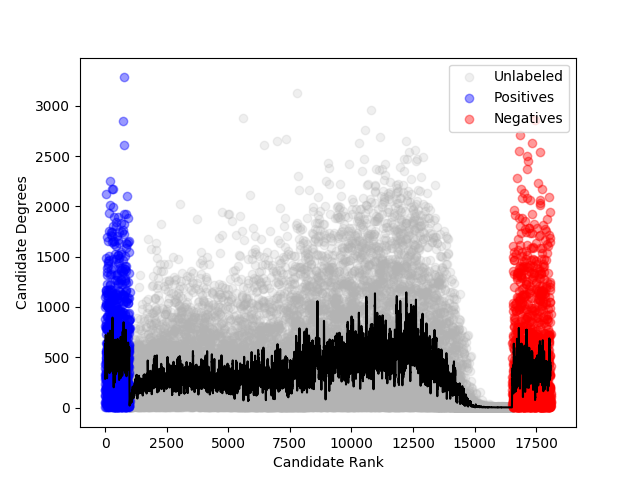 Unlabeled
Positives
Negatives
3000
2500
2000
1500
1000
500
0
Candidate Degrees
0 2500 5000 7500 10000 12500 15000 17500
Candidate Rank